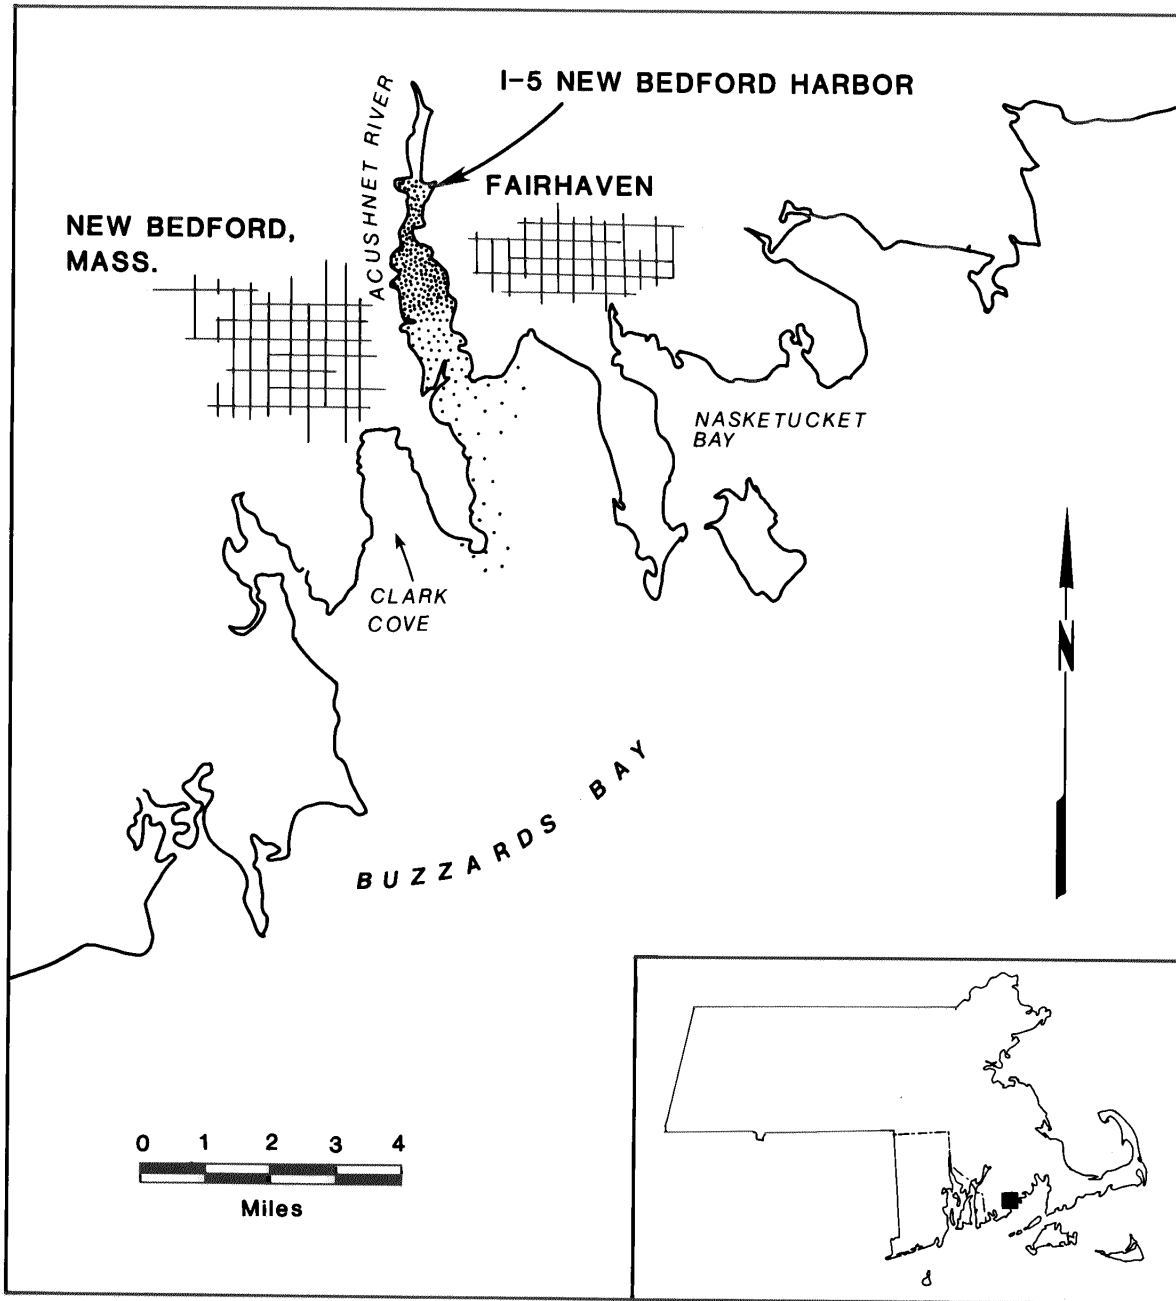 I-5 NEW BEDFORD HARBOR
ACUSHNET RIVER
FAIRHAVEN
NEW BEDFORD,
MASS.
NASKETUCKET
BAY
CLARK
COVE
N
BUZZARDS BAY
0 1 2 3 4
Miles